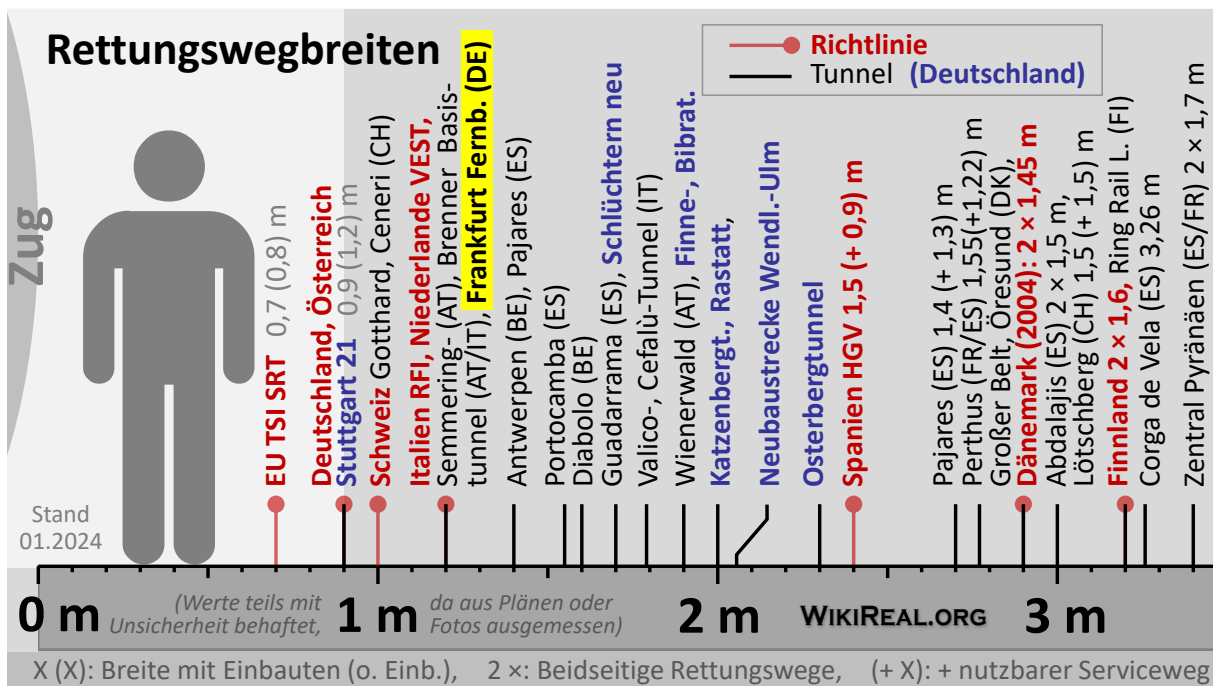 Rettungswegbreiten
Richtlinie
Tunnel (Deutschland)
Zug
Stand
01.2024
EU TSI SRT 0,7 (0,8) m
Deutschland, Österreich
Stuttgart 21 0,9 (1,2) m
Schweiz Gotthard, Ceneri (CH)
Italien RFI, Niederlande VEST,
Semmering- (AT), Brenner Basis-
tunnel (AT/IT), Frankfurt Fernb. (DE)
Antwerpen (BE), Pajares (ES)
Portocamba (ES)
Diabolo (BE)
Guadarrama (ES), Schlüchtern neu
Valico-, Cefalù-Tunnel (IT)
Wienerwald (AT), Finne-, Bibrat.
Katzenbergt., Rastatt,
Neubaustrecke Wendl.-Ulm
Osterbergtunnel
Spanien HGV 1,5 (+ 0,9) m
Pajares (ES) 1,4 (+ 1,3) m
Perthus (FR/ES) 1,55(+1,22) m
Großer Belt, Öresund (DK),
Dänemark (2004): 2 × 1,45 m
Abdalajis (ES) 2 × 1,5 m,
Lötschberg (CH) 1,5 (+ 1,5) m
Finnland 2 × 1,6, Ring Rail L. (FI)
Corga de Vela (ES) 3,26 m
Zentral Pyränäen (ES/FR) 2 × 1,7 m
0 m 1 m 2 m 3 m
(Werte teils mit
Unsicherheit behaftet,
da aus Plänen oder
Fotos ausgemessen)
WIKIREAL.ORG
X (X): Breite mit Einbauten (o. Einb.), 2 ×: Beidseitige Rettungswege, (+ X): + nutzbarer Serviceweg